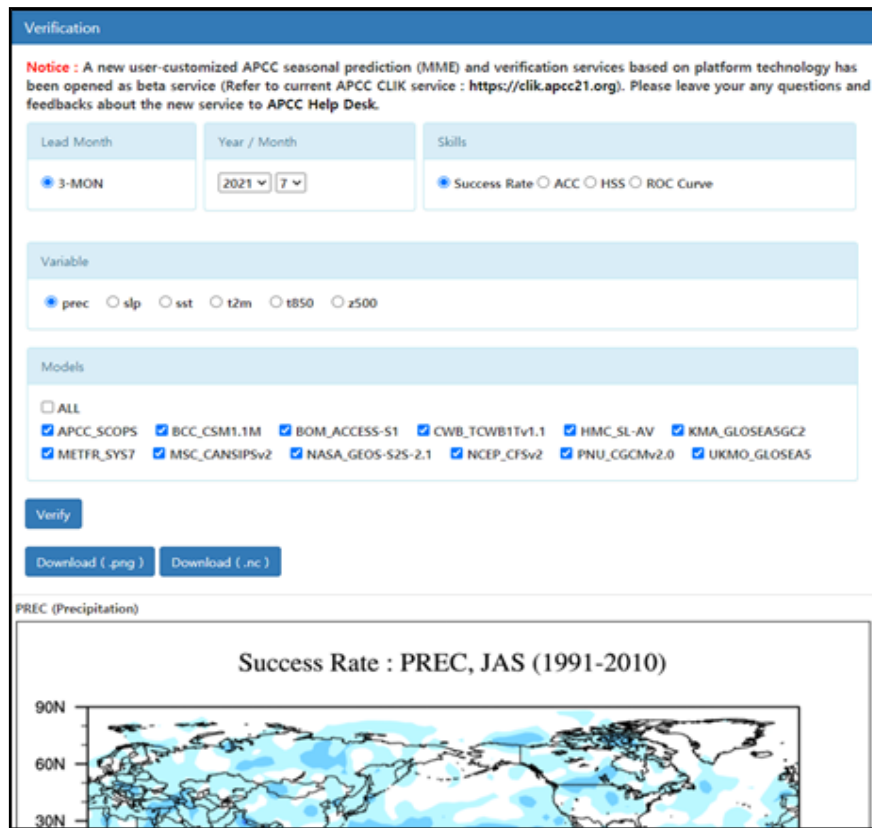 Verification
Notice : A new user-customized APCC seasonal prediction (MME) and verification services based on platform technology has
been opened as beta service (Refer to current APCC CLIK service : https://clik.apcc21.org). Please leave your any questions and
feedbacks about the new service to APCC Help Desk.
Lead Month Year / Month Skills
3-MON 2021 7 Success Rate ACC HSS ROC Curve
Variable
prec slp sst t2m t850 z500
Models
ALL
APCC_SCOPS BCC_CSM1.1M BOM_ACCESS-S1 CWB_TCWB1Tv1.1 HMC_SL-AV KMA_GLOSEA5GC2
METFR_SYS7 MSC_CANSIPSv2 NASA_GEOS-S2S-2.1 NCEP_CFSv2 PNU_CGCMv2.0 UKMO_GLOSEA5
Verify
Download ( .png ) Download ( .nc )
PREC (Precipitation)
Success Rate : PREC, JAS (1991-2010)
90N
60N
30N